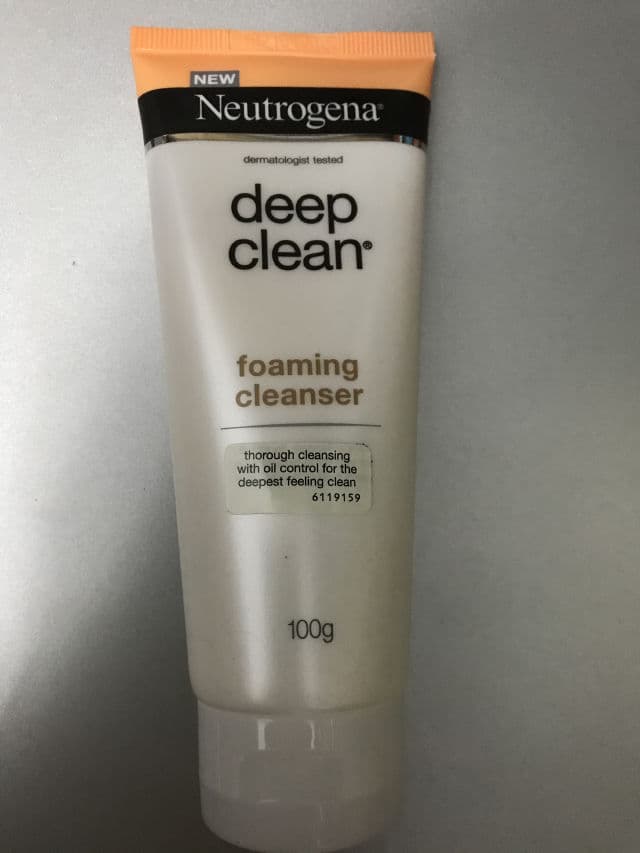 NEW
Neutrogena®
dermatologist tested
deep
clean®
foaming
cleanser
thorough cleansing
with oil control for the
deepest feeling clean
6119159
100g